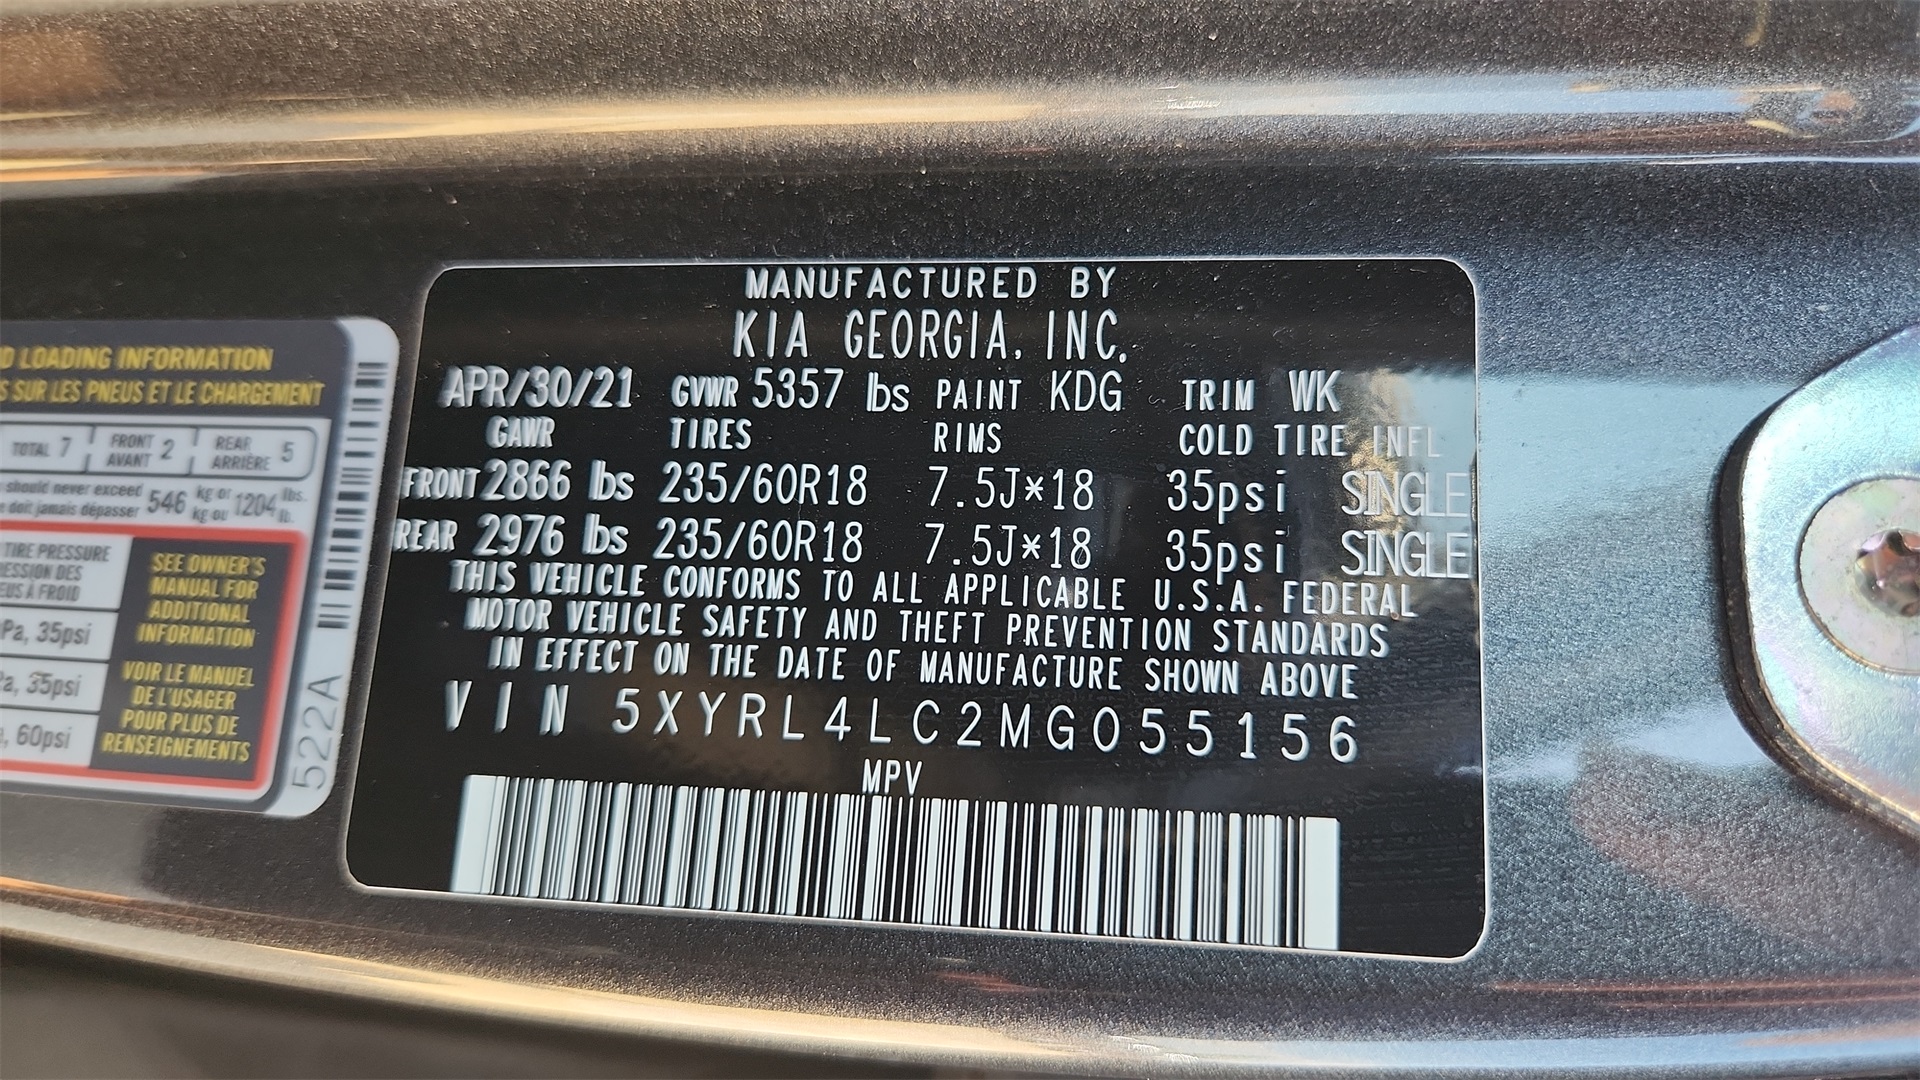 MANUFACTURED BY
KIA GEORGIA, INC.
APR/30/21 GVWR 5357 lbs PAINT KDG TRIM WK
GAWR TIRES RIMS COLD TIRE INFL
FRONT 2866 lbs 235/60R18 7.5J*18 35psi SINGLE
REAR 2976 lbs 235/60R18 7.5J*18 35psi SINGLE
THIS VEHICLE CONFORMS TO ALL APPLICABLE U.S.A. FEDERAL
MOTOR VEHICLE SAFETY AND THEFT PREVENTION STANDARDS
IN EFFECT ON THE DATE OF MANUFACTURE SHOWN ABOVE
VIN 5XYRL4LC2MG055156
MPV
LOADING INFORMATION
SUR LES PNEUS ET LE CHARGEMENT
TOTAL 7 FRONT 2 REAR 5
AVANT ARRIÈRE
should never exceed 546 kg or 1204 lbs.
doit jamais dépasser kg ou lb.
TIRE PRESSURE
DES
À FROID
35psi
35psi
60psi
SEE OWNER'S
MANUAL FOR
ADDITIONAL
INFORMATION
VOIR LE MANUEL
DE L'USAGER
POUR PLUS DE
RENSEIGNEMENTS
522A